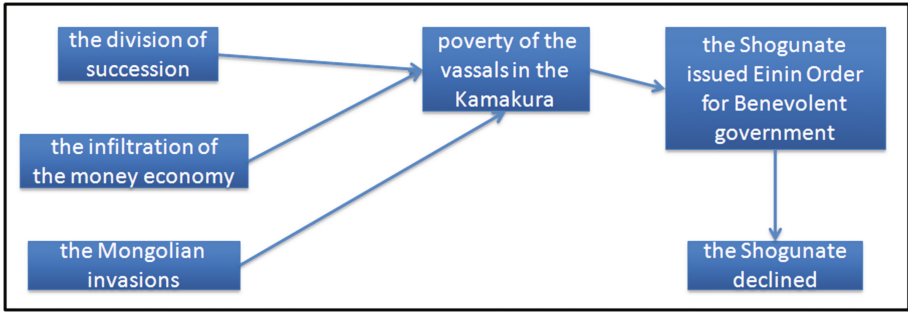 the division of
succession
poverty of the
vassals in the
Kamakura
the Shogunate
issued Einin Order
for Benevolent
government
the infiltration of
the money economy
the Mongolian
invasions
the Shogunate
declined